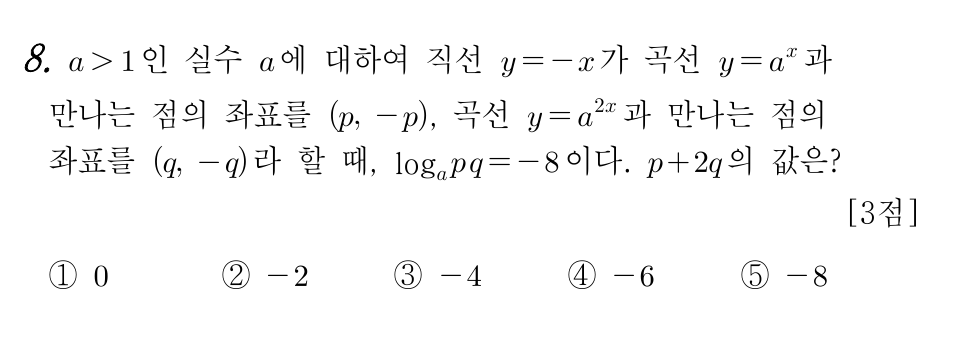 8. a > 1인 실수 a에 대하여 직선 y = −x가 곡선 y = aˣ과
만나는 점의 좌표를 (p, −p), 곡선 y = a²ˣ과 만나는 점의
좌표를 (q, −q)라 할 때, logₐpq = −8이다. p + 2q의 값은?
[3점]
① 0 ② −2 ③ −4 ④ −6 ⑤ −8